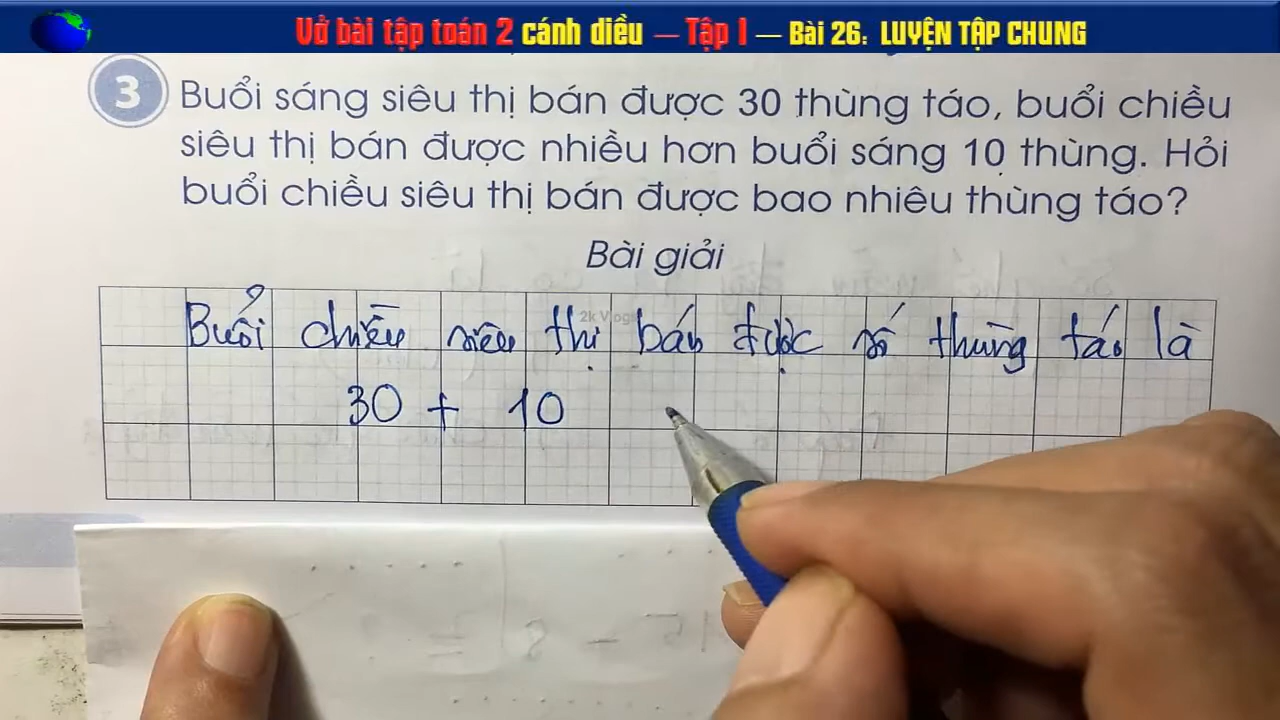 Vở bài tập toán 2 cánh diều – Tập 1 – Bài 26: LUYỆN TẬP CHUNG
3 Buổi sáng siêu thị bán được 30 thùng táo, buổi chiều
siêu thị bán được nhiều hơn buổi sáng 10 thùng. Hỏi
buổi chiều siêu thị bán được bao nhiêu thùng táo?
Bài giải
Buổi chiều siêu thị bán được số thùng táo là
2k Vlogs
30 + 10